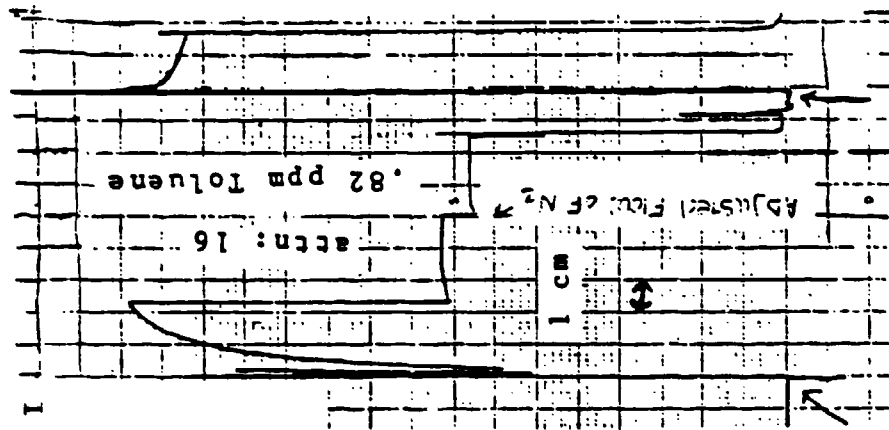 1 cm
attn: 16
Adjusted Flow of N₂
.82 ppm Toluene